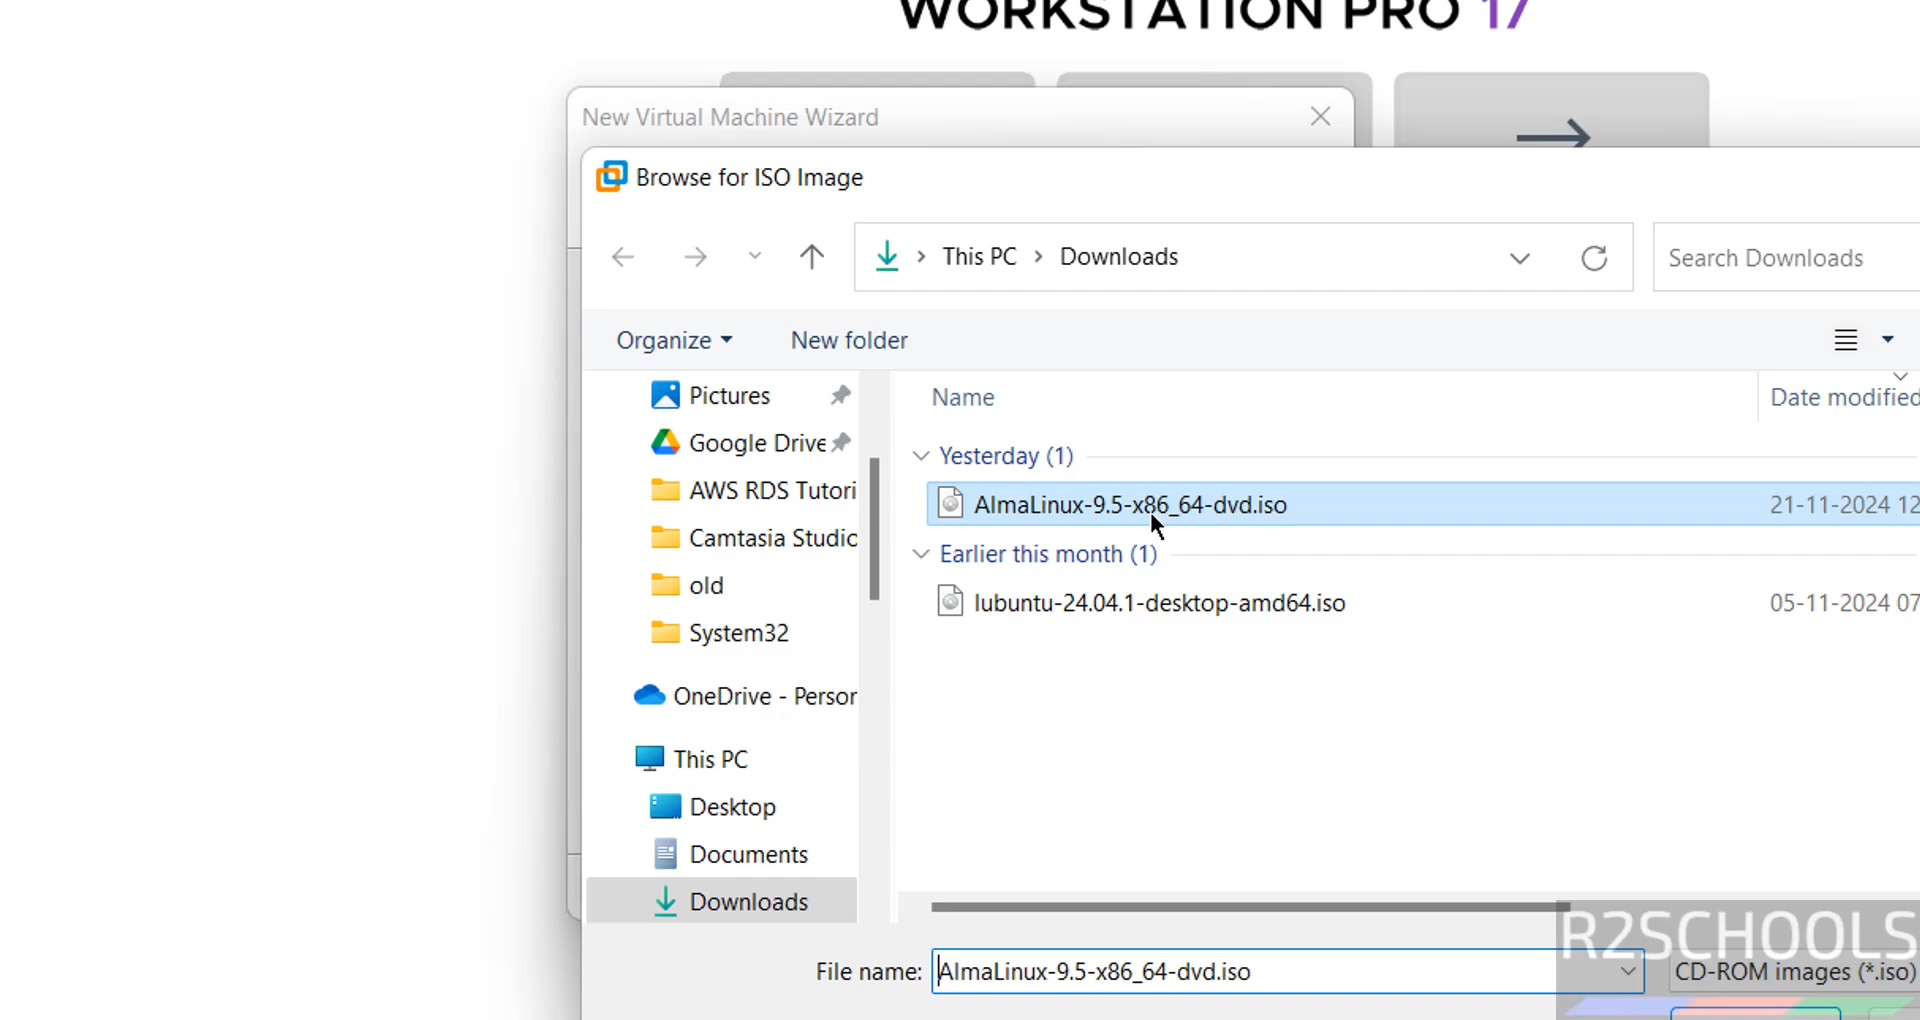 WORKSTATION PRO 17
New Virtual Machine Wizard
Browse for ISO Image
This PC > Downloads
Search Downloads
Organize
New folder
Pictures
Google Drive
AWS RDS Tutori
Camtasia Studio
old
System32
OneDrive - Person
This PC
Desktop
Documents
Downloads
Name
Date modified
Yesterday (1)
AlmaLinux-9.5-x86_64-dvd.iso
21-11-2024 12
Earlier this month (1)
lubuntu-24.04.1-desktop-amd64.iso
05-11-2024 07
R2SCHOOLS
File name:
AlmaLinux-9.5-x86_64-dvd.iso
CD-ROM images (*.iso)